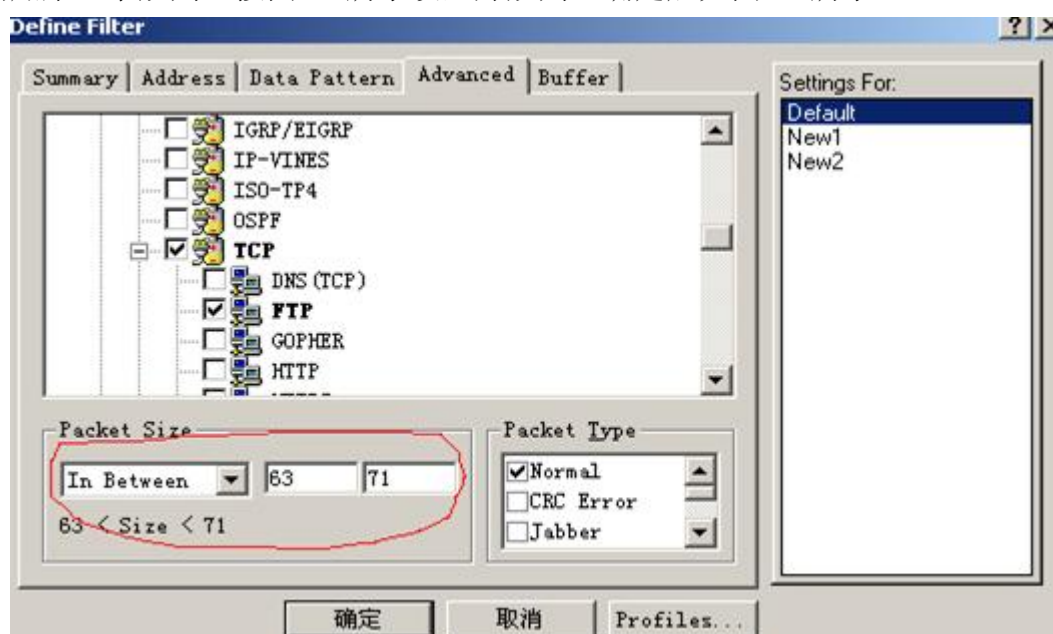 Define Filter
Summary Address Data Pattern Advanced Buffer
Settings For:
Default
New1
New2
IGRP/EIGRP
IP-VINES
ISO-TP4
OSPF
TCP
DNS (TCP)
FTP
GOPHER
HTTP
Packet Size
In Between 63 71
63 < Size < 71
Packet Type
Normal
CRC Error
Jabber
确定 取消 Profiles...